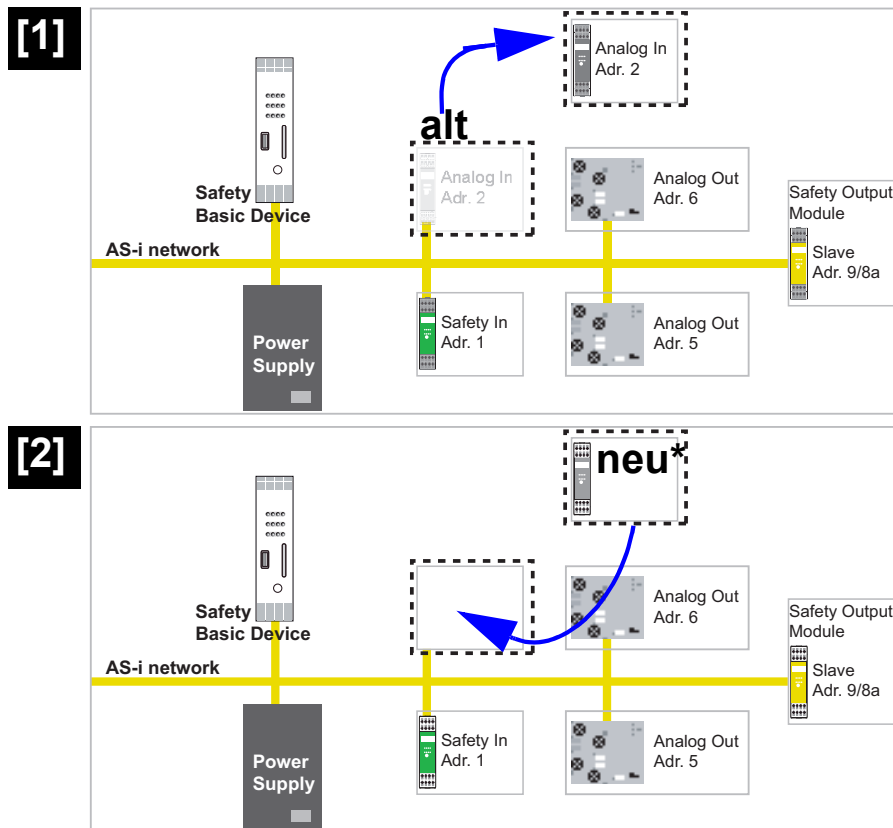 [1]
Analog In
Adr. 2
alt
Analog In
Adr. 2
Analog Out
Adr. 6
Safety Output
Module
Slave
Adr. 9/8a
Safety
Basic Device
AS-i network
Power
Supply
Safety In
Adr. 1
Analog Out
Adr. 5
[2]
neu*
Analog Out
Adr. 6
Safety Output
Module
Slave
Adr. 9/8a
Safety
Basic Device
AS-i network
Power
Supply
Safety In
Adr. 1
Analog Out
Adr. 5